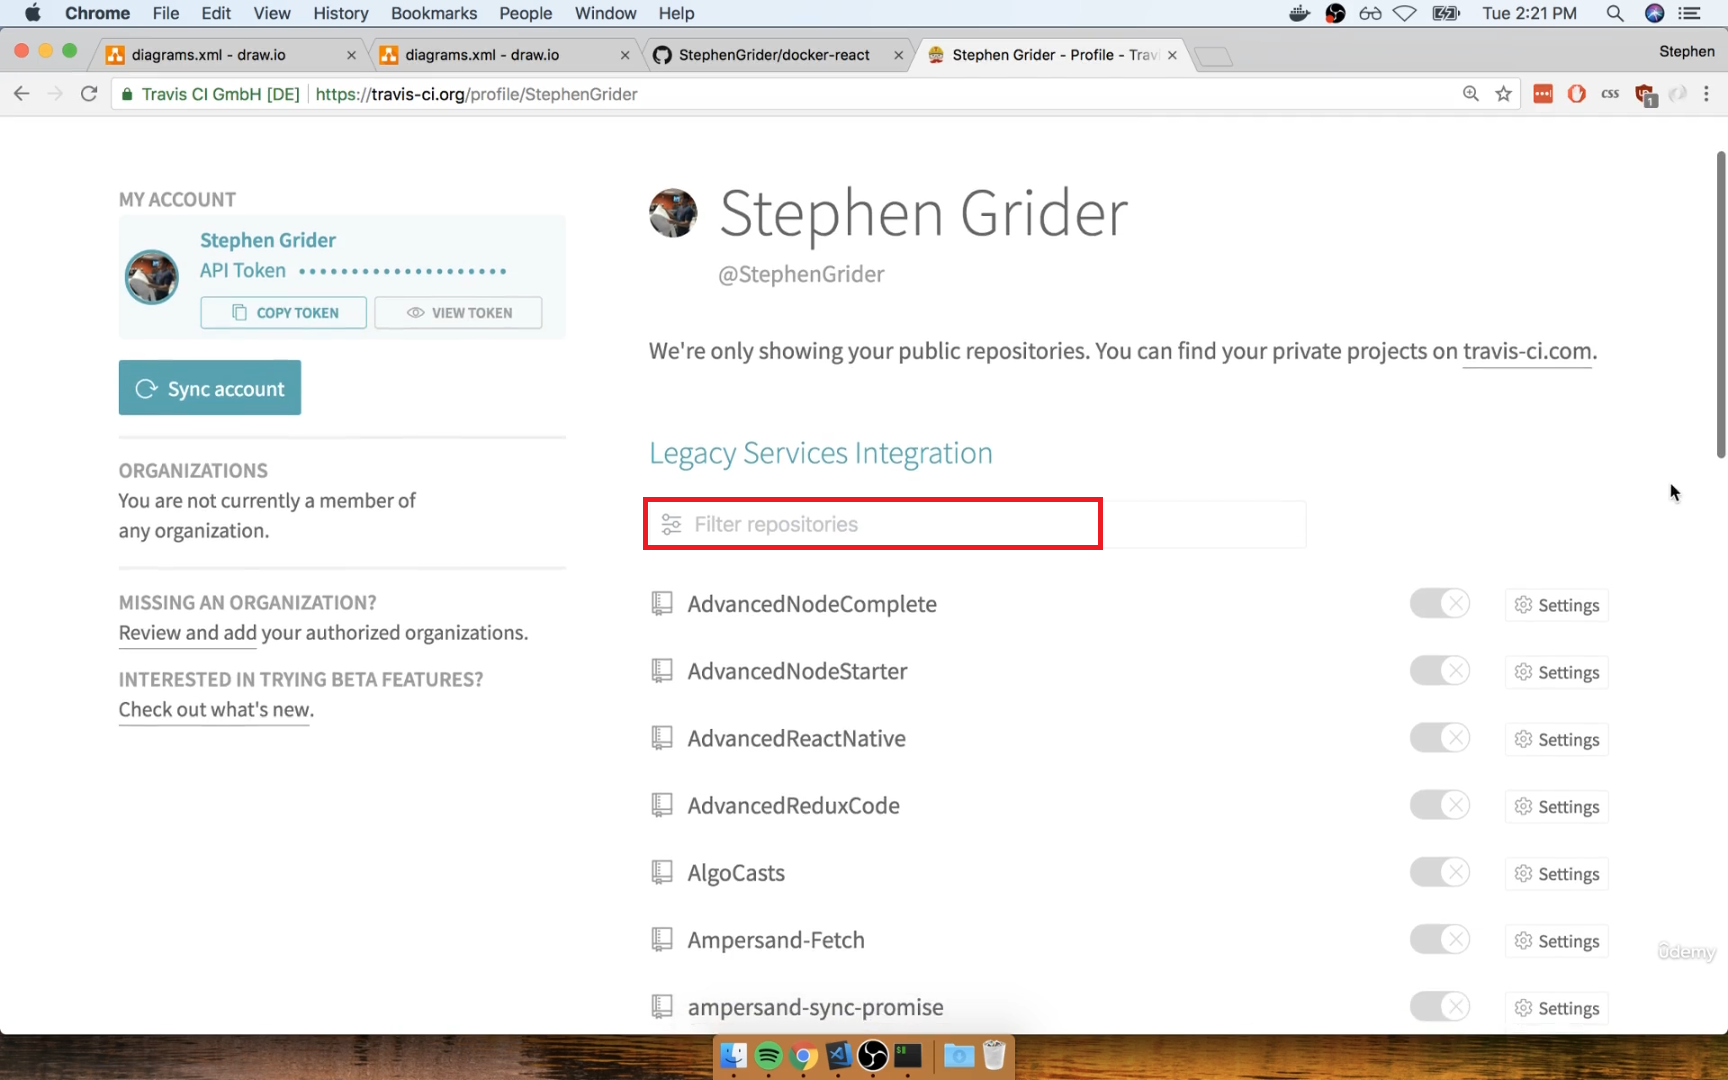 Chrome File Edit View History Bookmarks People Window Help Tue 2:21 PM
diagrams.xml - draw.io diagrams.xml - draw.io StephenGrider/docker-react Stephen Grider - Profile - Travi Stephen
Travis CI GmbH [DE] https://travis-ci.org/profile/StephenGrider css 1
MY ACCOUNT
Stephen Grider
API Token
COPY TOKEN VIEW TOKEN
Sync account
ORGANIZATIONS
You are not currently a member of
any organization.
MISSING AN ORGANIZATION?
Review and add your authorized organizations.
INTERESTED IN TRYING BETA FEATURES?
Check out what's new.
Stephen Grider
@StephenGrider
We're only showing your public repositories. You can find your private projects on travis-ci.com.
Legacy Services Integration
Filter repositories
AdvancedNodeComplete Settings
AdvancedNodeStarter Settings
AdvancedReactNative Settings
AdvancedReduxCode Settings
AlgoCasts Settings
Ampersand-Fetch Settings
ampersand-sync-promise Settings
ûdemy